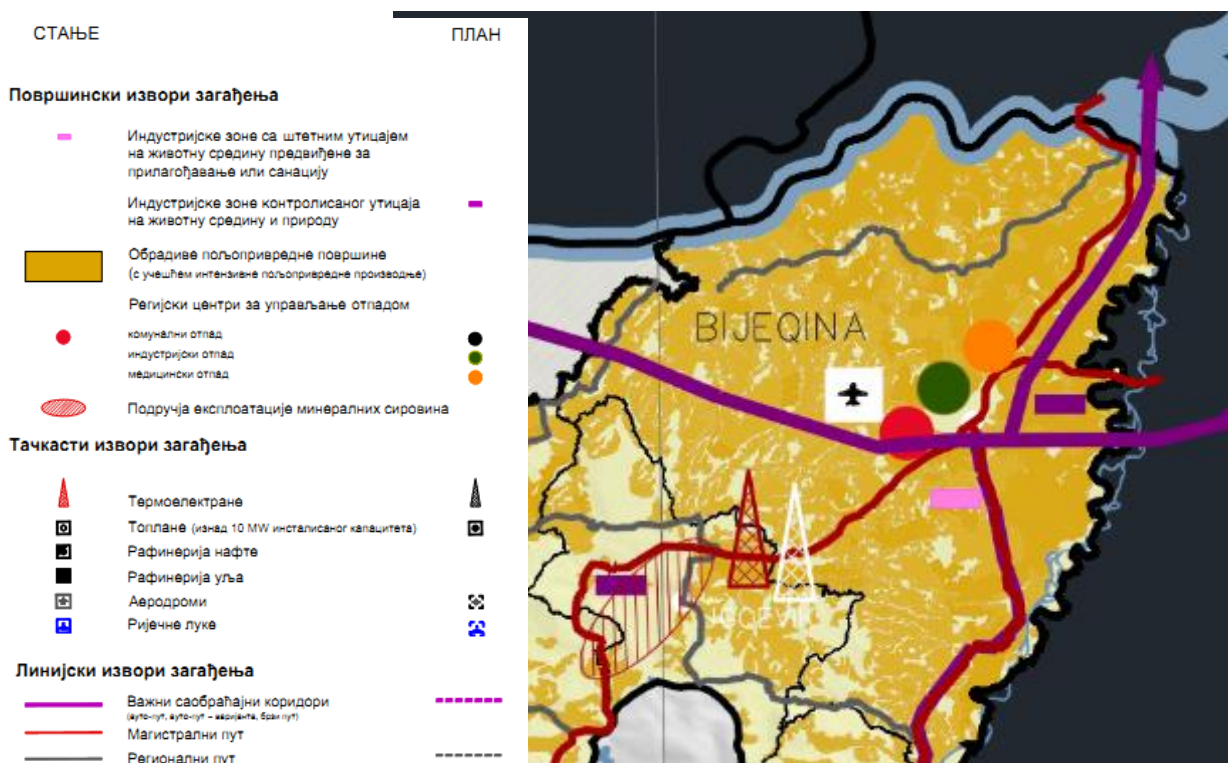 СТАЊЕ
ПЛАН
Површински извори загађења
Индустријске зоне са штетним утицајем
на животну средину предвиђене за
прилагођавање или санацију
Индустријске зоне контролисаног утицаја
на животну средину и природу
Обрадиве пољопривредне површине
(с учешћем интензивне пољопривредне производње)
Регијски центри за управљање отпадом
комунални отпад
индустријски отпад
медицински отпад
Подручја експлоатације минералних сировина
Тачкасти извори загађења
Термоелектране
Топлане (изнад 10 MW инсталисаног капацитета)
Рафинерија нафте
Рафинерија уља
Аеродроми
Ријечне луке
Линијски извори загађења
Важни саобраћајни коридори
(ауто-пут, ауто-пут – варијанта, брзи пут)
Магистрални пут
Регионални пут
BIJEQINA